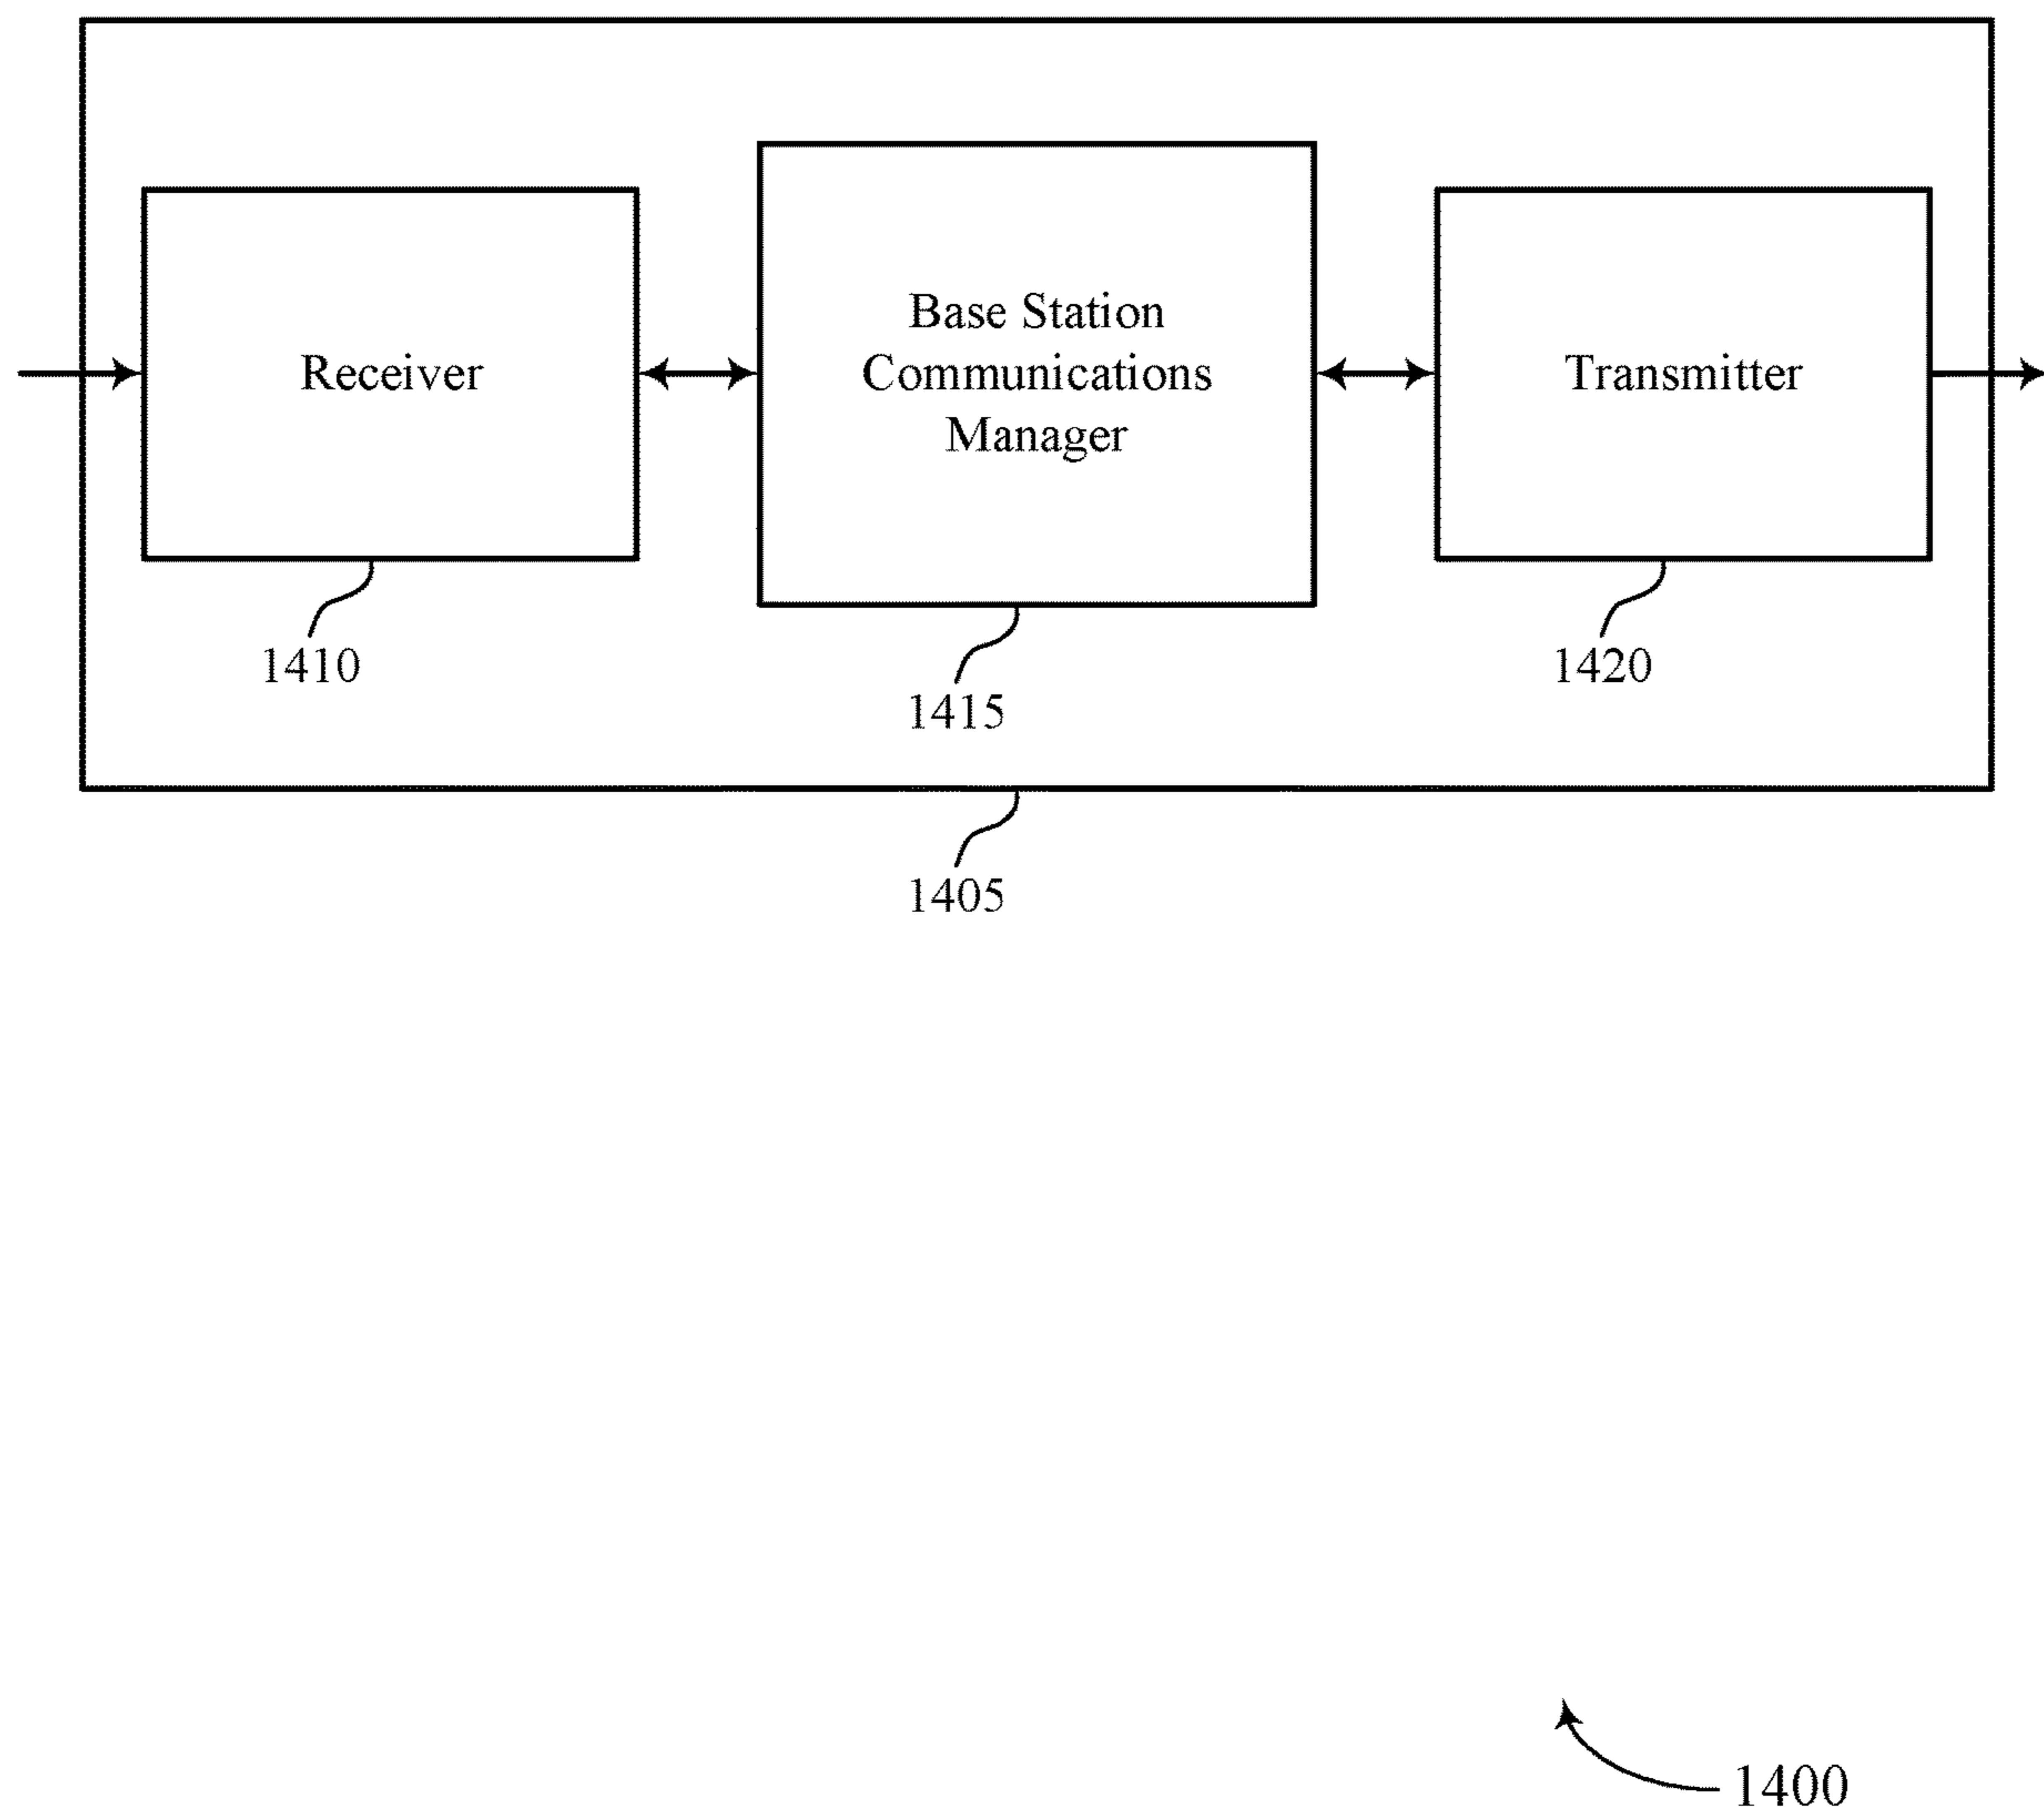 Receiver
Base Station
Communications
Manager
Transmitter
1410
1415
1420
1405
1400